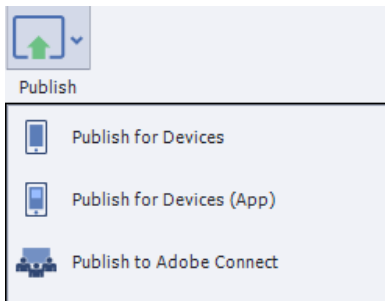 Publish
Publish for Devices
Publish for Devices (App)
Publish to Adobe Connect